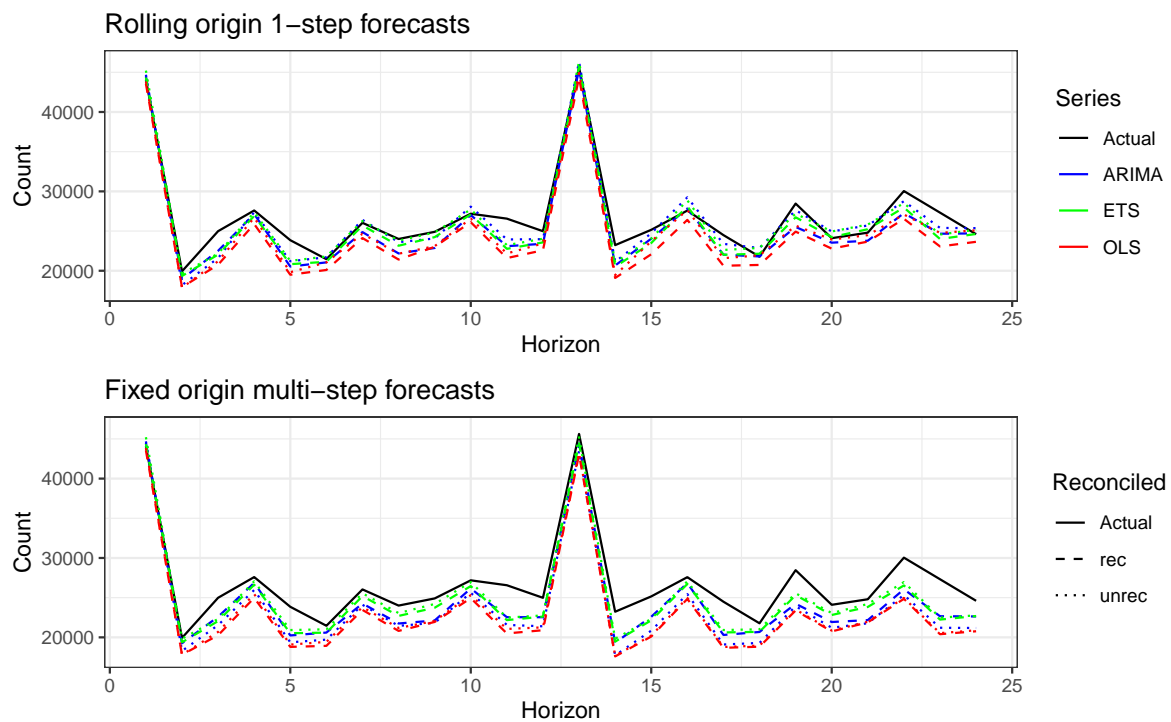 Rolling origin 1−step forecasts
40000
30000
20000
Count
0
5
10
15
20
25
Horizon
Series
Actual
ARIMA
ETS
OLS
Fixed origin multi−step forecasts
40000
30000
20000
Count
0
5
10
15
20
25
Horizon
Reconciled
Actual
rec
unrec